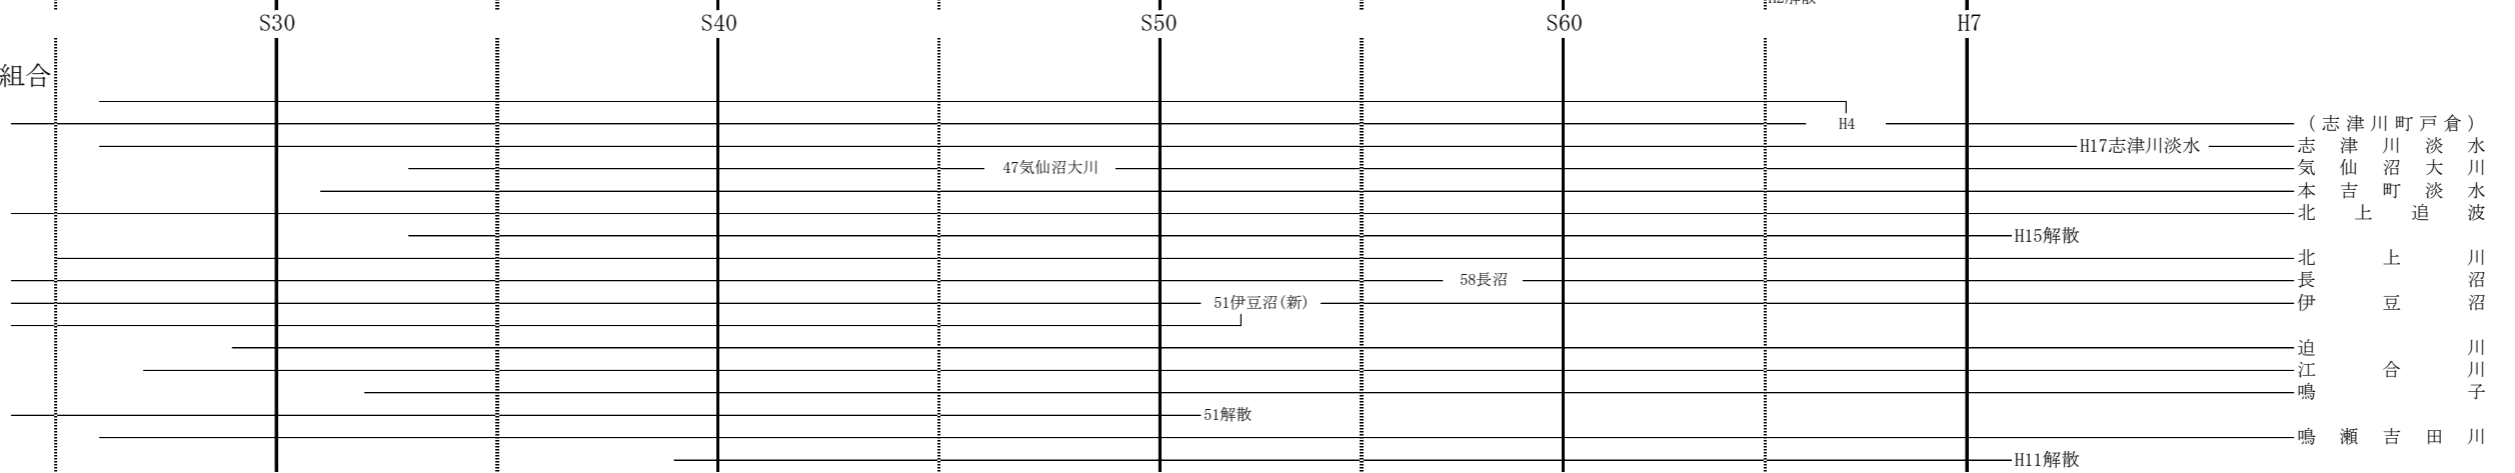 H2解散
S30 S40 S50 S60 H7
組合
H4 (志津川町戸倉)
H17志津川淡水 志津川淡水
47気仙沼大川 気仙沼大川
本吉町淡水
北上追波
H15解散
北上川
58長沼 長沼
51伊豆沼(新) 伊豆沼
迫川
江合川
鳴子
51解散
鳴瀬吉田川
H11解散